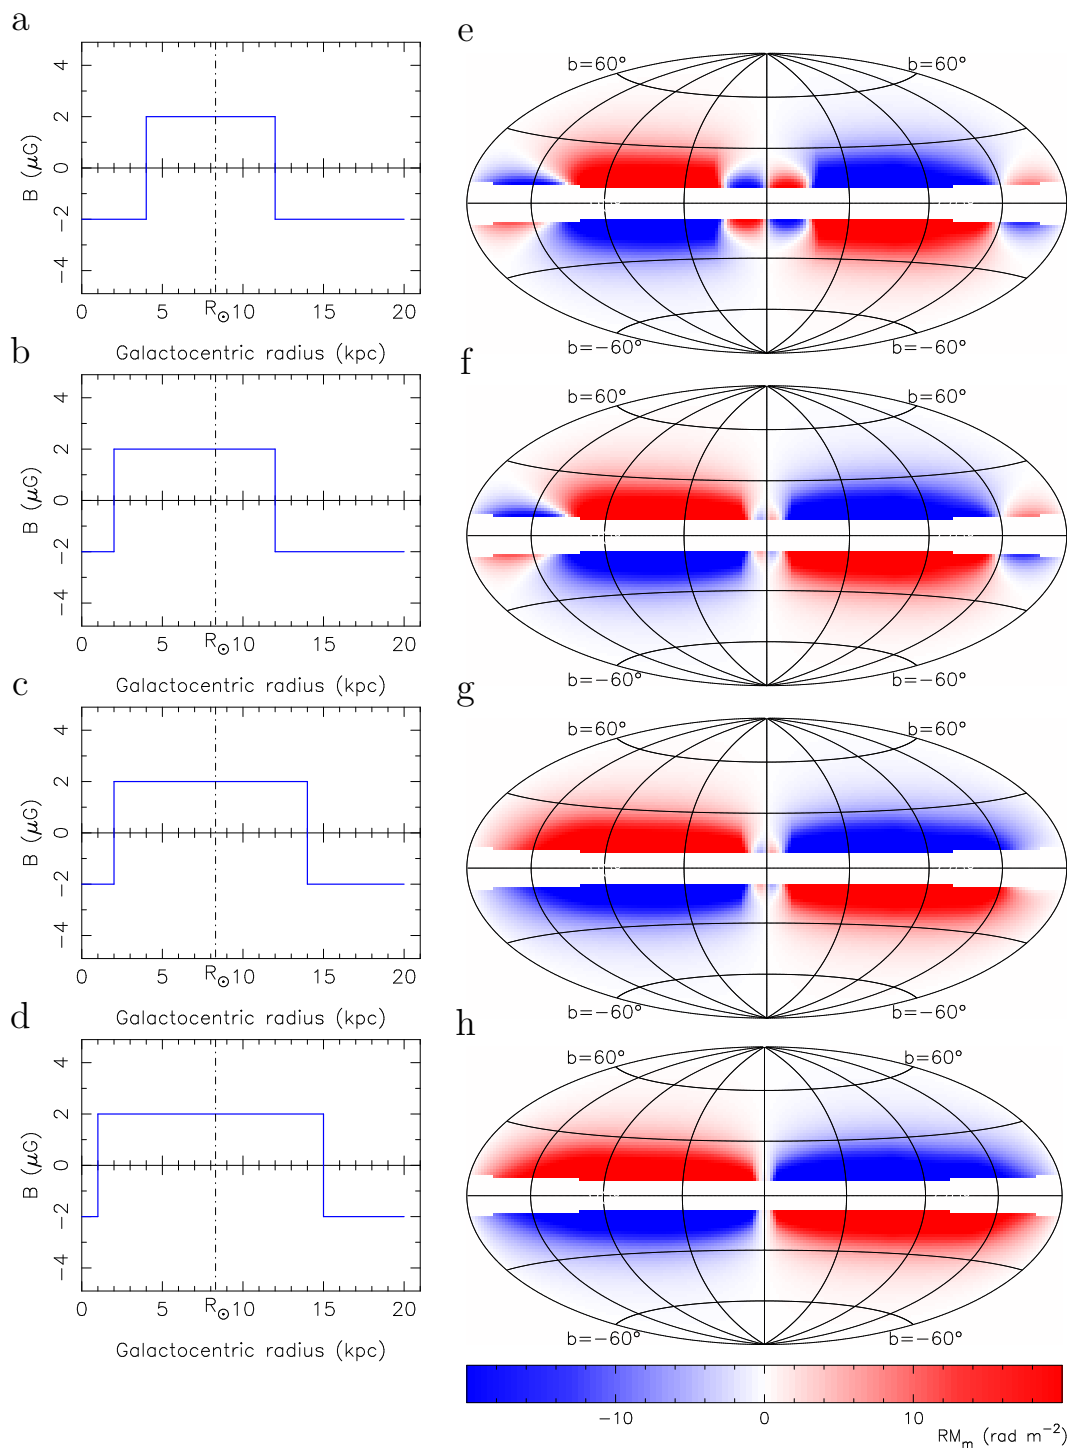 a
4
2
0
−2
−4
B (μG)
0
5
R⊙
10
15
20
Galactocentric radius (kpc)
e
b=60°
b=60°
b=−60°
b=−60°
b
4
2
0
−2
−4
B (μG)
0
5
R⊙
10
15
20
Galactocentric radius (kpc)
f
b=60°
b=60°
b=−60°
b=−60°
c
4
2
0
−2
−4
B (μG)
0
5
R⊙
10
15
20
Galactocentric radius (kpc)
g
b=60°
b=60°
b=−60°
b=−60°
d
4
2
0
−2
−4
B (μG)
0
5
R⊙
10
15
20
Galactocentric radius (kpc)
h
b=60°
b=60°
b=−60°
b=−60°
−10
0
10
RMₘ (rad m⁻²)